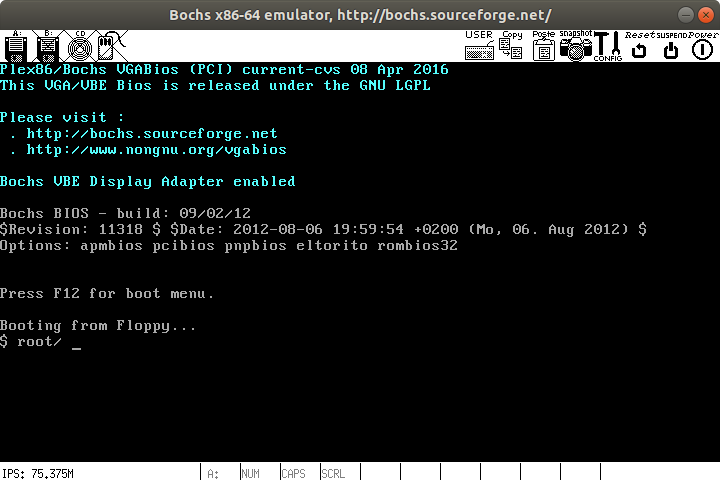 Bochs x86-64 emulator, http://bochs.sourceforge.net/
A: B: CD USER Copy Paste Snapshot CONFIG Reset SUSPEND Power
Plex86/Bochs VGABios (PCI) current-cvs 08 Apr 2016
This VGA/VBE Bios is released under the GNU LGPL
Please visit :
. http://bochs.sourceforge.net
. http://www.nongnu.org/vgabios
Bochs VBE Display Adapter enabled
Bochs BIOS - build: 09/02/12
$Revision: 11318 $ $Date: 2012-08-06 19:59:54 +0200 (Mo, 06. Aug 2012) $
Options: apmbios pcibios pnpbios eltorito rombios32
Press F12 for boot menu.
Booting from Floppy...
$ root/ _
IPS: 75.375M A: NUM CAPS SCRL